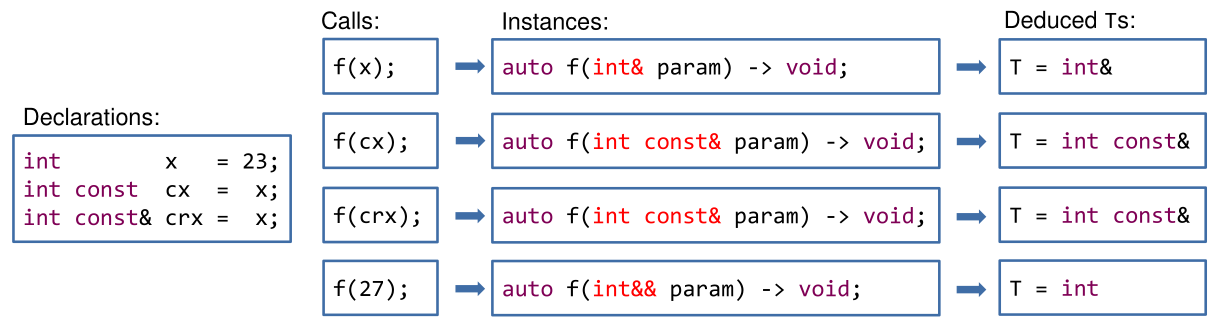 Calls:
Instances:
Deduced Ts:
f(x);
auto f(int& param) -> void;
T = int&
Declarations:
int x = 23;
int const cx = x;
int const& crx = x;
f(cx);
auto f(int const& param) -> void;
T = int const&
f(crx);
auto f(int const& param) -> void;
T = int const&
f(27);
auto f(int&& param) -> void;
T = int